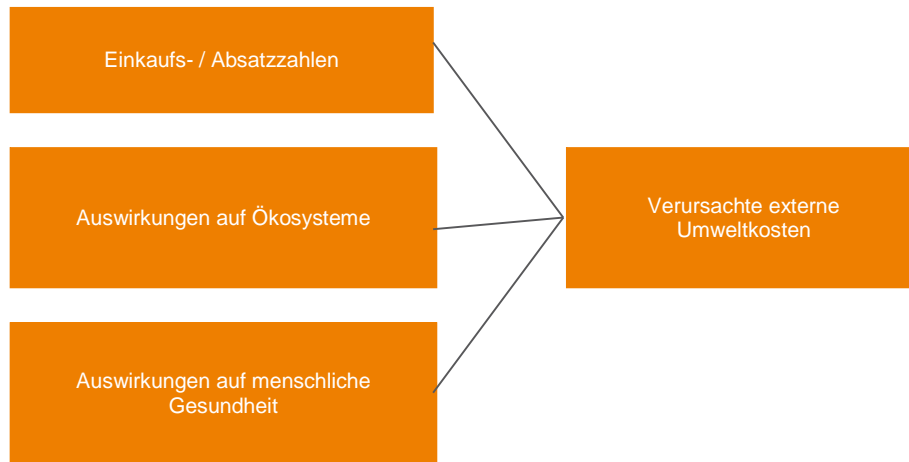 Einkaufs- / Absatzzahlen
Auswirkungen auf Ökosysteme
Verursachte externe
Umweltkosten
Auswirkungen auf menschliche
Gesundheit